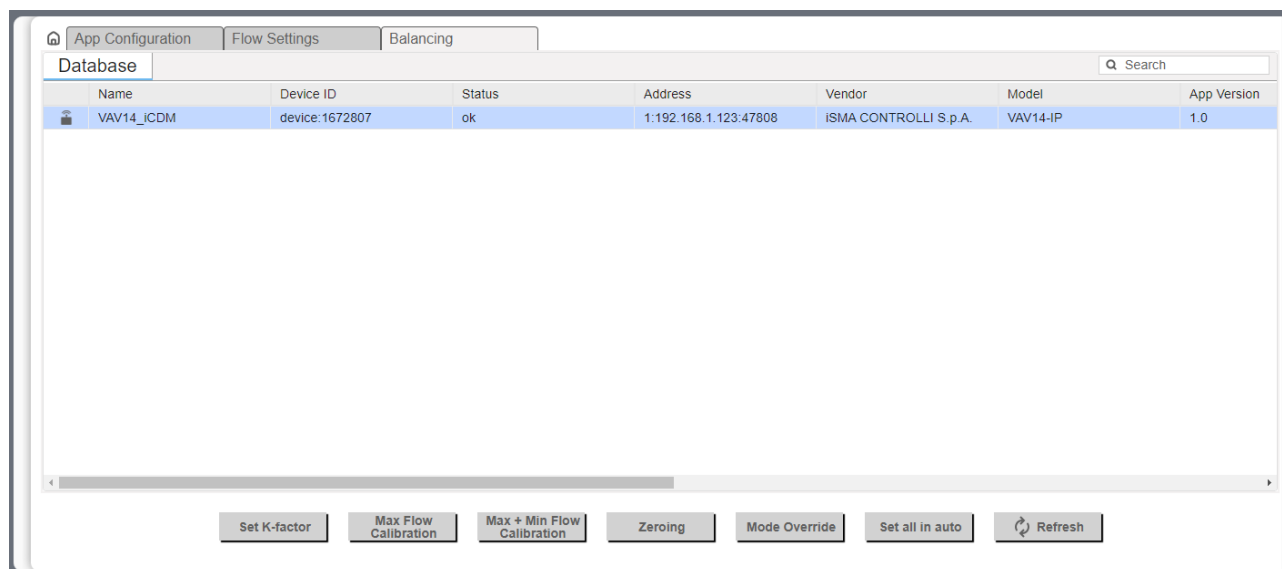 App Configuration Flow Settings Balancing
Database Search
Name Device ID Status Address Vendor Model App Version
VAV14_iCDM device:1672807 ok 1:192.168.1.123:47808 iSMA CONTROLLI S.p.A. VAV14-IP 1.0
Set K-factor Max Flow Calibration Max + Min Flow Calibration Zeroing Mode Override Set all in auto Refresh